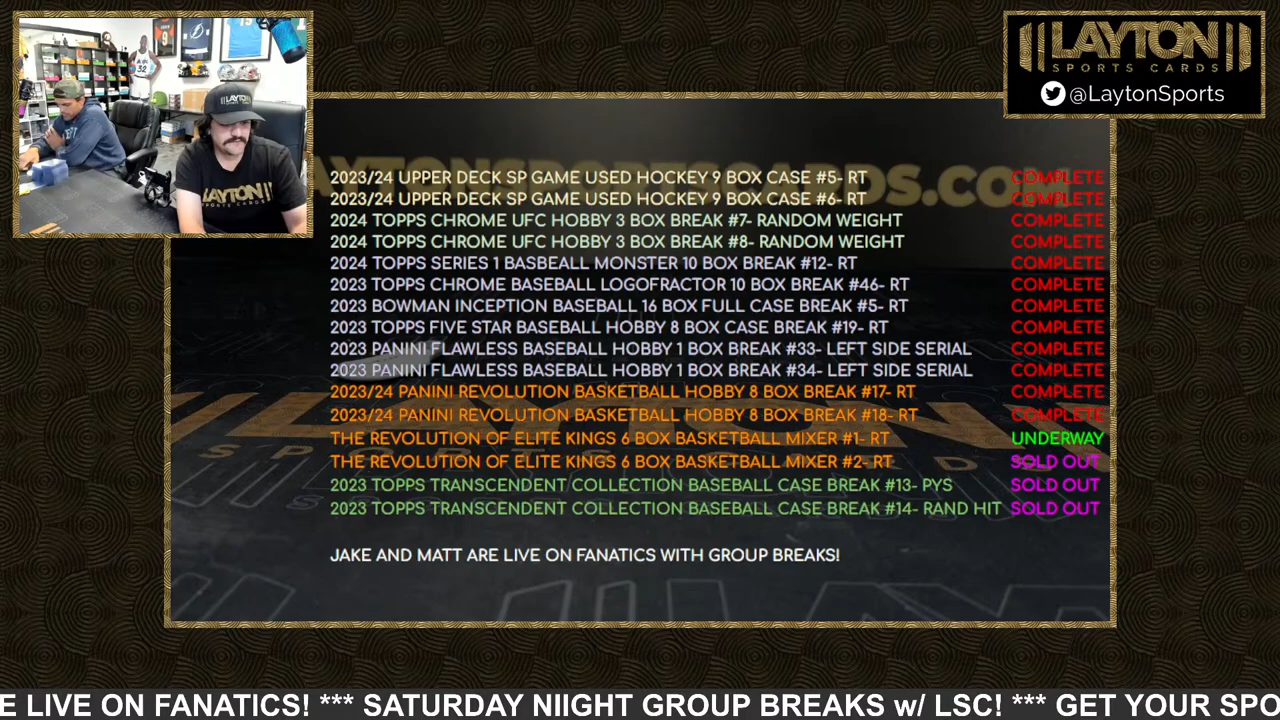 LAYTON
SPORTS CARDS
@LaytonSports
LAYTONSPORTSCARDS.COM
2023/24 UPPER DECK SP GAME USED HOCKEY 9 BOX CASE #5- RT COMPLETE
2023/24 UPPER DECK SP GAME USED HOCKEY 9 BOX CASE #6- RT COMPLETE
2024 TOPPS CHROME UFC HOBBY 3 BOX BREAK #7- RANDOM WEIGHT COMPLETE
2024 TOPPS CHROME UFC HOBBY 3 BOX BREAK #8- RANDOM WEIGHT COMPLETE
2024 TOPPS SERIES 1 BASBEALL MONSTER 10 BOX BREAK #12- RT COMPLETE
2023 TOPPS CHROME BASEBALL LOGOFRACTOR 10 BOX BREAK #46- RT COMPLETE
2023 BOWMAN INCEPTION BASEBALL 16 BOX FULL CASE BREAK #5- RT COMPLETE
2023 TOPPS FIVE STAR BASEBALL HOBBY 8 BOX CASE BREAK #19- RT COMPLETE
2023 PANINI FLAWLESS BASEBALL HOBBY 1 BOX BREAK #33- LEFT SIDE SERIAL COMPLETE
2023 PANINI FLAWLESS BASEBALL HOBBY 1 BOX BREAK #34- LEFT SIDE SERIAL COMPLETE
2023/24 PANINI REVOLUTION BASKETBALL HOBBY 8 BOX BREAK #17- RT COMPLETE
2023/24 PANINI REVOLUTION BASKETBALL HOBBY 8 BOX BREAK #18- RT COMPLETE
THE REVOLUTION OF ELITE KINGS 6 BOX BASKETBALL MIXER #1- RT UNDERWAY
THE REVOLUTION OF ELITE KINGS 6 BOX BASKETBALL MIXER #2- RT SOLD OUT
2023 TOPPS TRANSCENDENT COLLECTION BASEBALL CASE BREAK #13- PYS SOLD OUT
2023 TOPPS TRANSCENDENT COLLECTION BASEBALL CASE BREAK #14- RAND HIT SOLD OUT
JAKE AND MATT ARE LIVE ON FANATICS WITH GROUP BREAKS!
E LIVE ON FANATICS! *** SATURDAY NIIGHT GROUP BREAKS w/ LSC! *** GET YOUR SPO